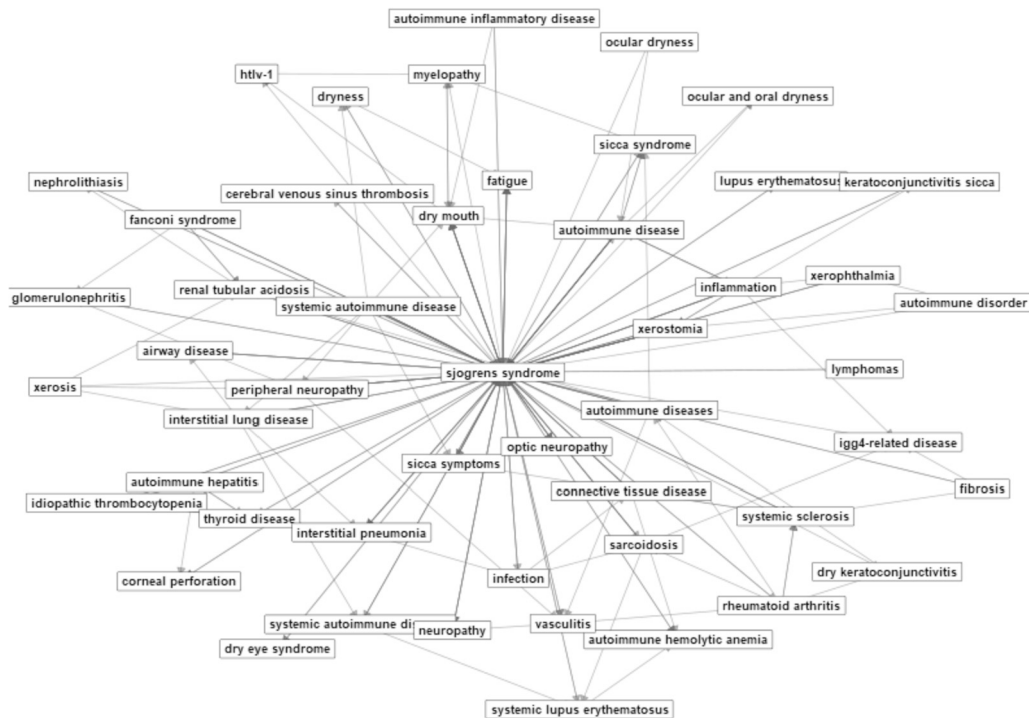 autoimmune inflammatory disease
ocular dryness
htlv-1
myelopathy
dryness
ocular and oral dryness
sicca syndrome
nephrolithiasis
cerebral venous sinus thrombosis
fatigue
lupus erythematosus
keratoconjunctivitis sicca
fanconi syndrome
dry mouth
autoimmune disease
glomerulonephritis
renal tubular acidosis
systemic autoimmune disease
inflammation
xerophthalmia
autoimmune disorder
xerostomia
airway disease
sjogrens syndrome
lymphomas
xerosis
peripheral neuropathy
interstitial lung disease
autoimmune diseases
optic neuropathy
igg4-related disease
sicca symptoms
autoimmune hepatitis
connective tissue disease
fibrosis
idiopathic thrombocytopenia
thyroid disease
systemic sclerosis
interstitial pneumonia
sarcoidosis
corneal perforation
infection
dry keratoconjunctivitis
rheumatoid arthritis
systemic autoimmune
neuropathy
vasculitis
autoimmune hemolytic anemia
dry eye syndrome
systemic lupus erythematosus